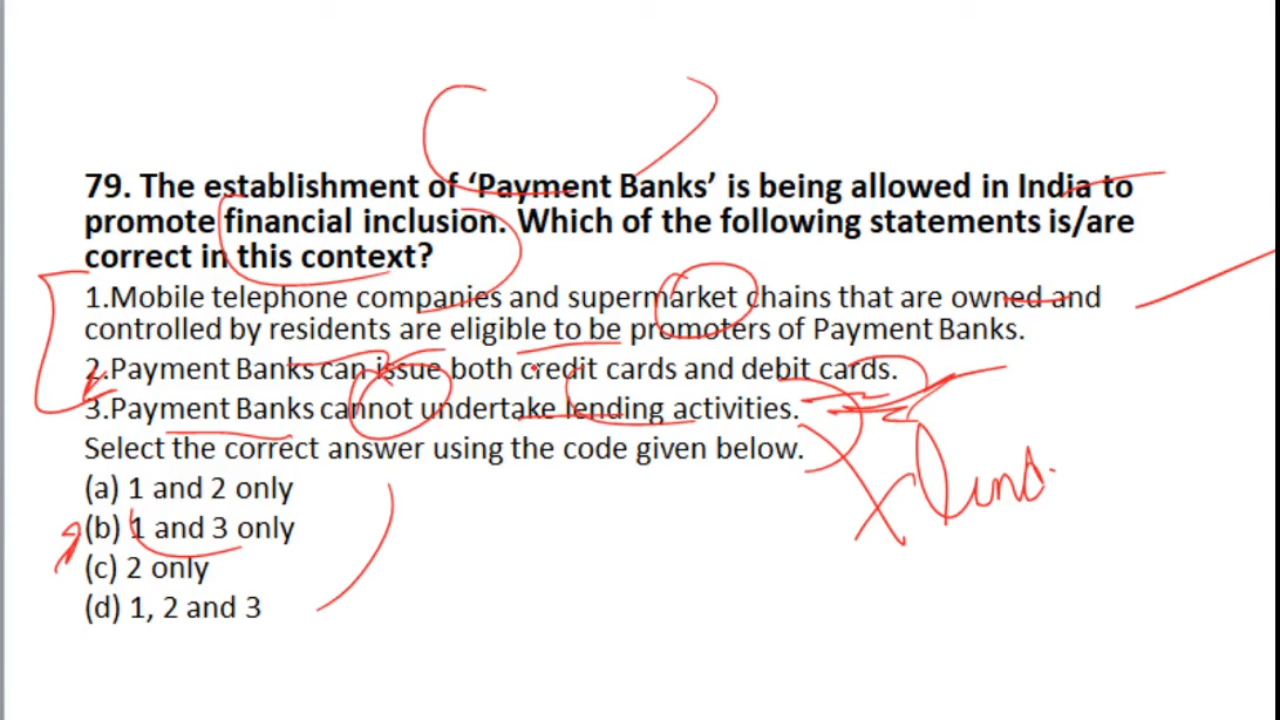 79. The establishment of ‘Payment Banks’ is being allowed in India to
promote financial inclusion. Which of the following statements is/are
correct in this context?
1.Mobile telephone companies and supermarket chains that are owned and
controlled by residents are eligible to be promoters of Payment Banks.
2.Payment Banks can issue both credit cards and debit cards.
3.Payment Banks cannot undertake lending activities.
Select the correct answer using the code given below.
(a) 1 and 2 only
(b) 1 and 3 only
(c) 2 only
(d) 1, 2 and 3